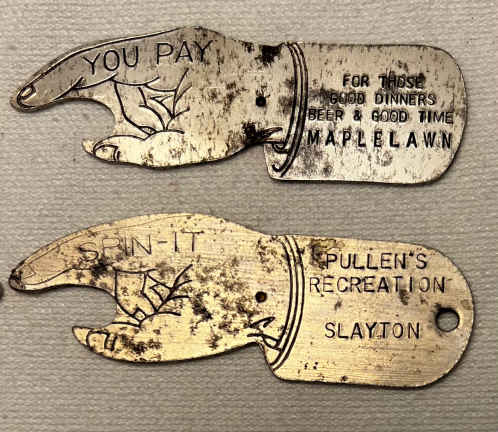 YOU PAY
FOR THOSE
GOOD DINNERS
BEER & GOOD TIME
MAPLELAWN
SPIN-IT
PULLEN'S
RECREATION
SLAYTON